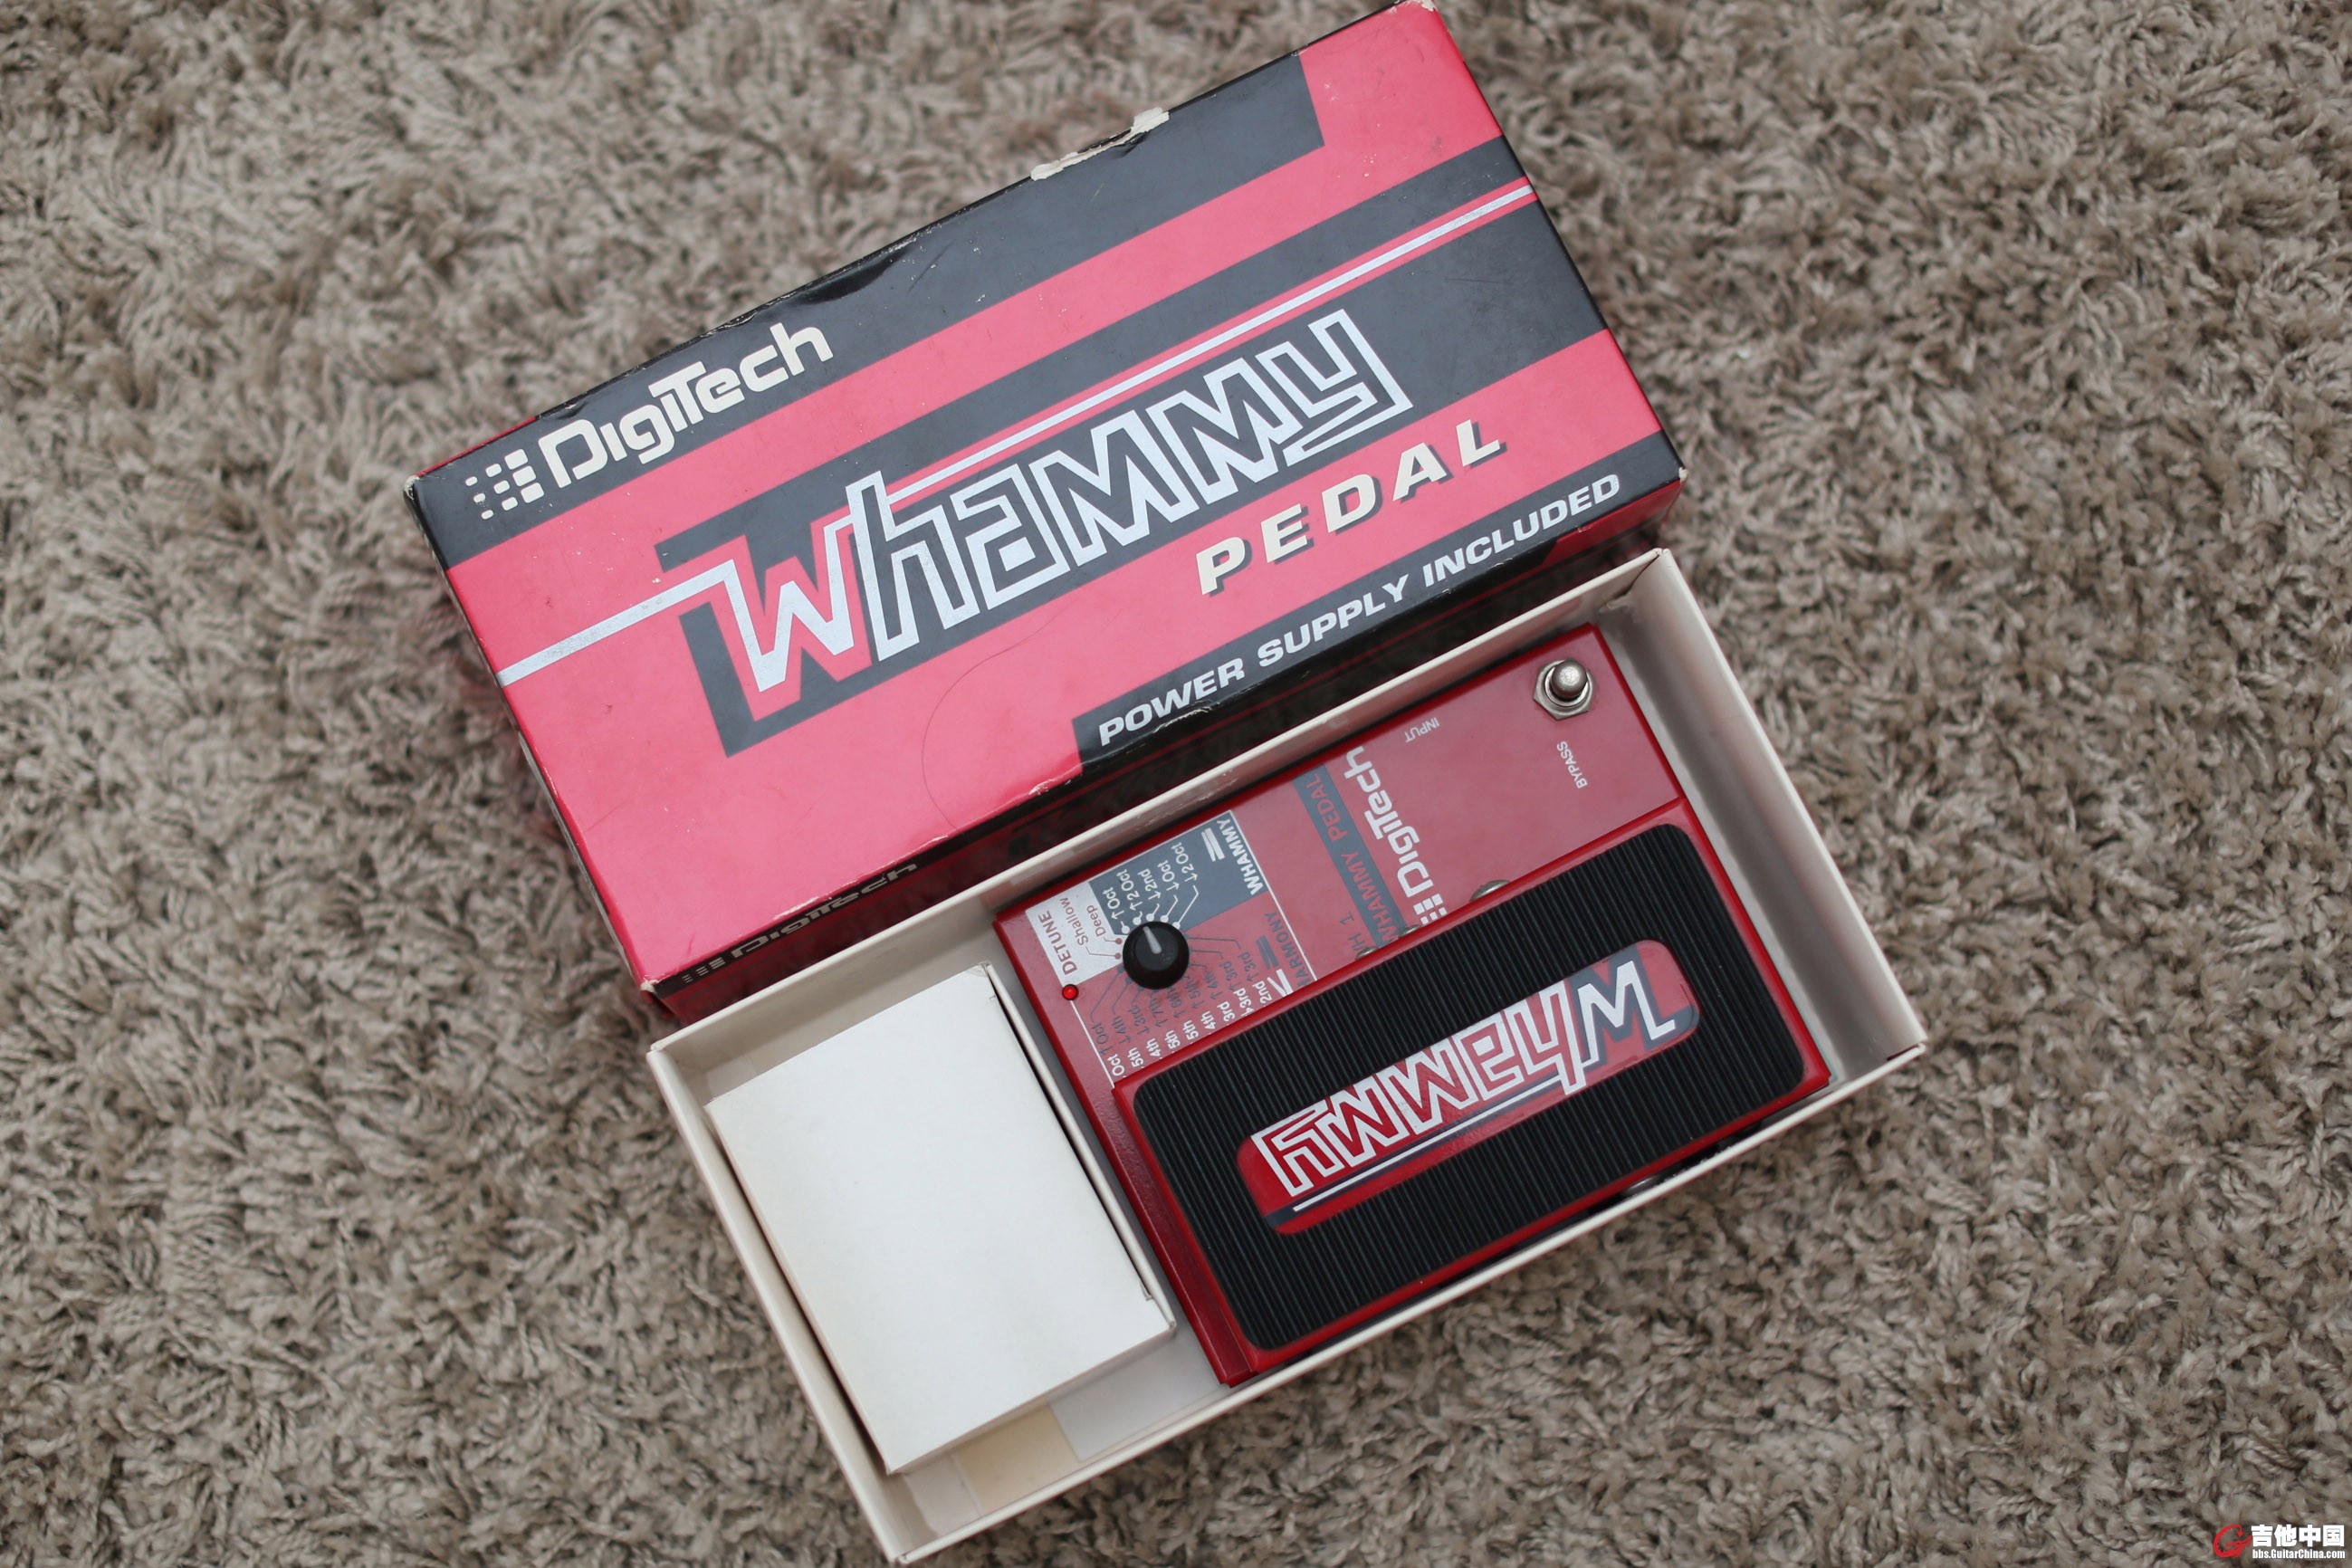 DigiTech
Whammy
PEDAL
POWER SUPPLY INCLUDED
DigiTech
INPUT
BYPASS
DigiTech
WHAMMY PEDAL
WHAMMY
↑Oct
↑2Oct
↓2nd
↓Oct
↓2Oct
DETUNE
Shallow
Deep
Whammy
吉他中国
bbs.GuitarChina.com